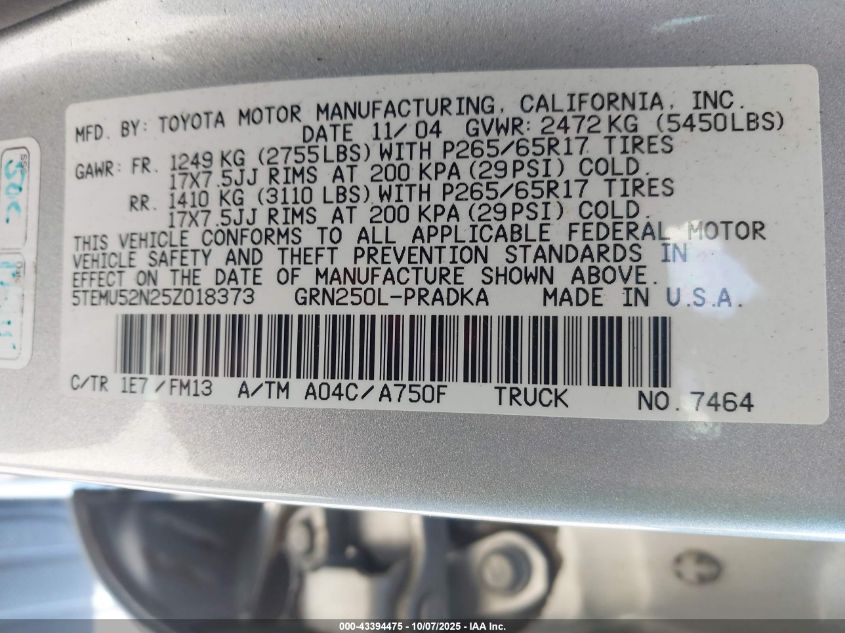 MFD. BY: TOYOTA MOTOR MANUFACTURING, CALIFORNIA, INC.
DATE 11/04 GVWR: 2472 KG (5450LBS)
GAWR: FR. 1249 KG (2755LBS) WITH P265/65R17 TIRES
17X7.5JJ RIMS AT 200 KPA (29 PSI) COLD.
RR. 1410 KG (3110 LBS) WITH P265/65R17 TIRES
17X7.5JJ RIMS AT 200 KPA (29 PSI) COLD.
THIS VEHICLE CONFORMS TO ALL APPLICABLE FEDERAL MOTOR
VEHICLE SAFETY AND THEFT PREVENTION STANDARDS IN
EFFECT ON THE DATE OF MANUFACTURE SHOWN ABOVE.
5TEMU52N25Z018373 GRN250L-PRADKA MADE IN U.S.A.
C/TR 1E7/FM13 A/TM A04C/A750F TRUCK NO. 7464
000-43394475 - 10/07/2025 - IAA Inc.